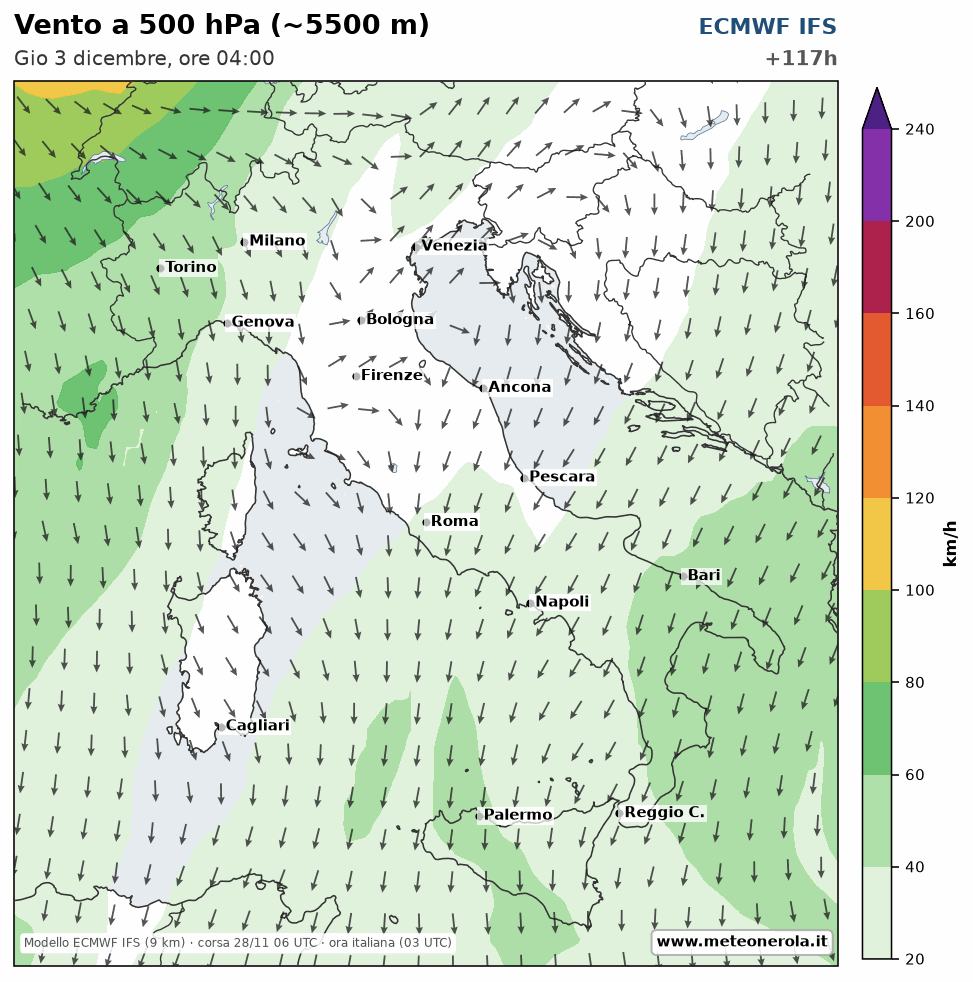 Vento a 500 hPa (~5500 m)
ECMWF IFS
Gio 3 dicembre, ore 04:00
+117h
Milano
Venezia
Torino
Genova
Bologna
Firenze
Ancona
Pescara
Roma
Bari
Napoli
Cagliari
Palermo
Reggio C.
240
200
160
140
120
100
80
60
40
20
km/h
Modello ECMWF IFS (9 km) · corsa 28/11 06 UTC · ora italiana (03 UTC)
www.meteonerola.it